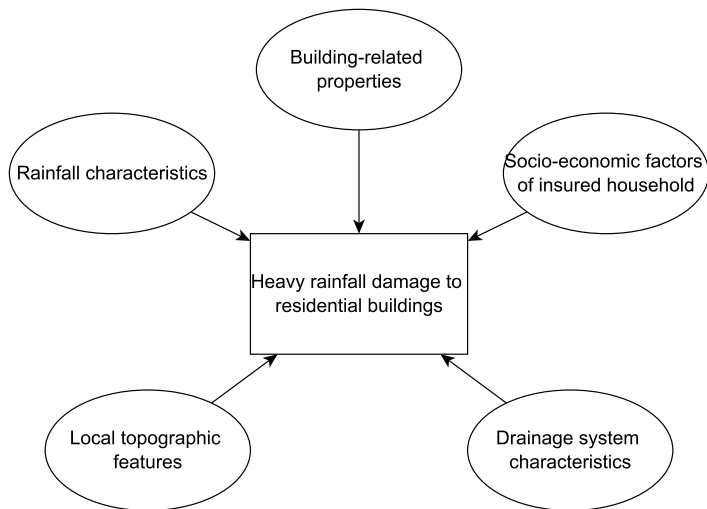 Building-related
properties
Rainfall characteristics
Socio-economic factors
of insured household
Heavy rainfall damage to
residential buildings
Local topographic
features
Drainage system
characteristics